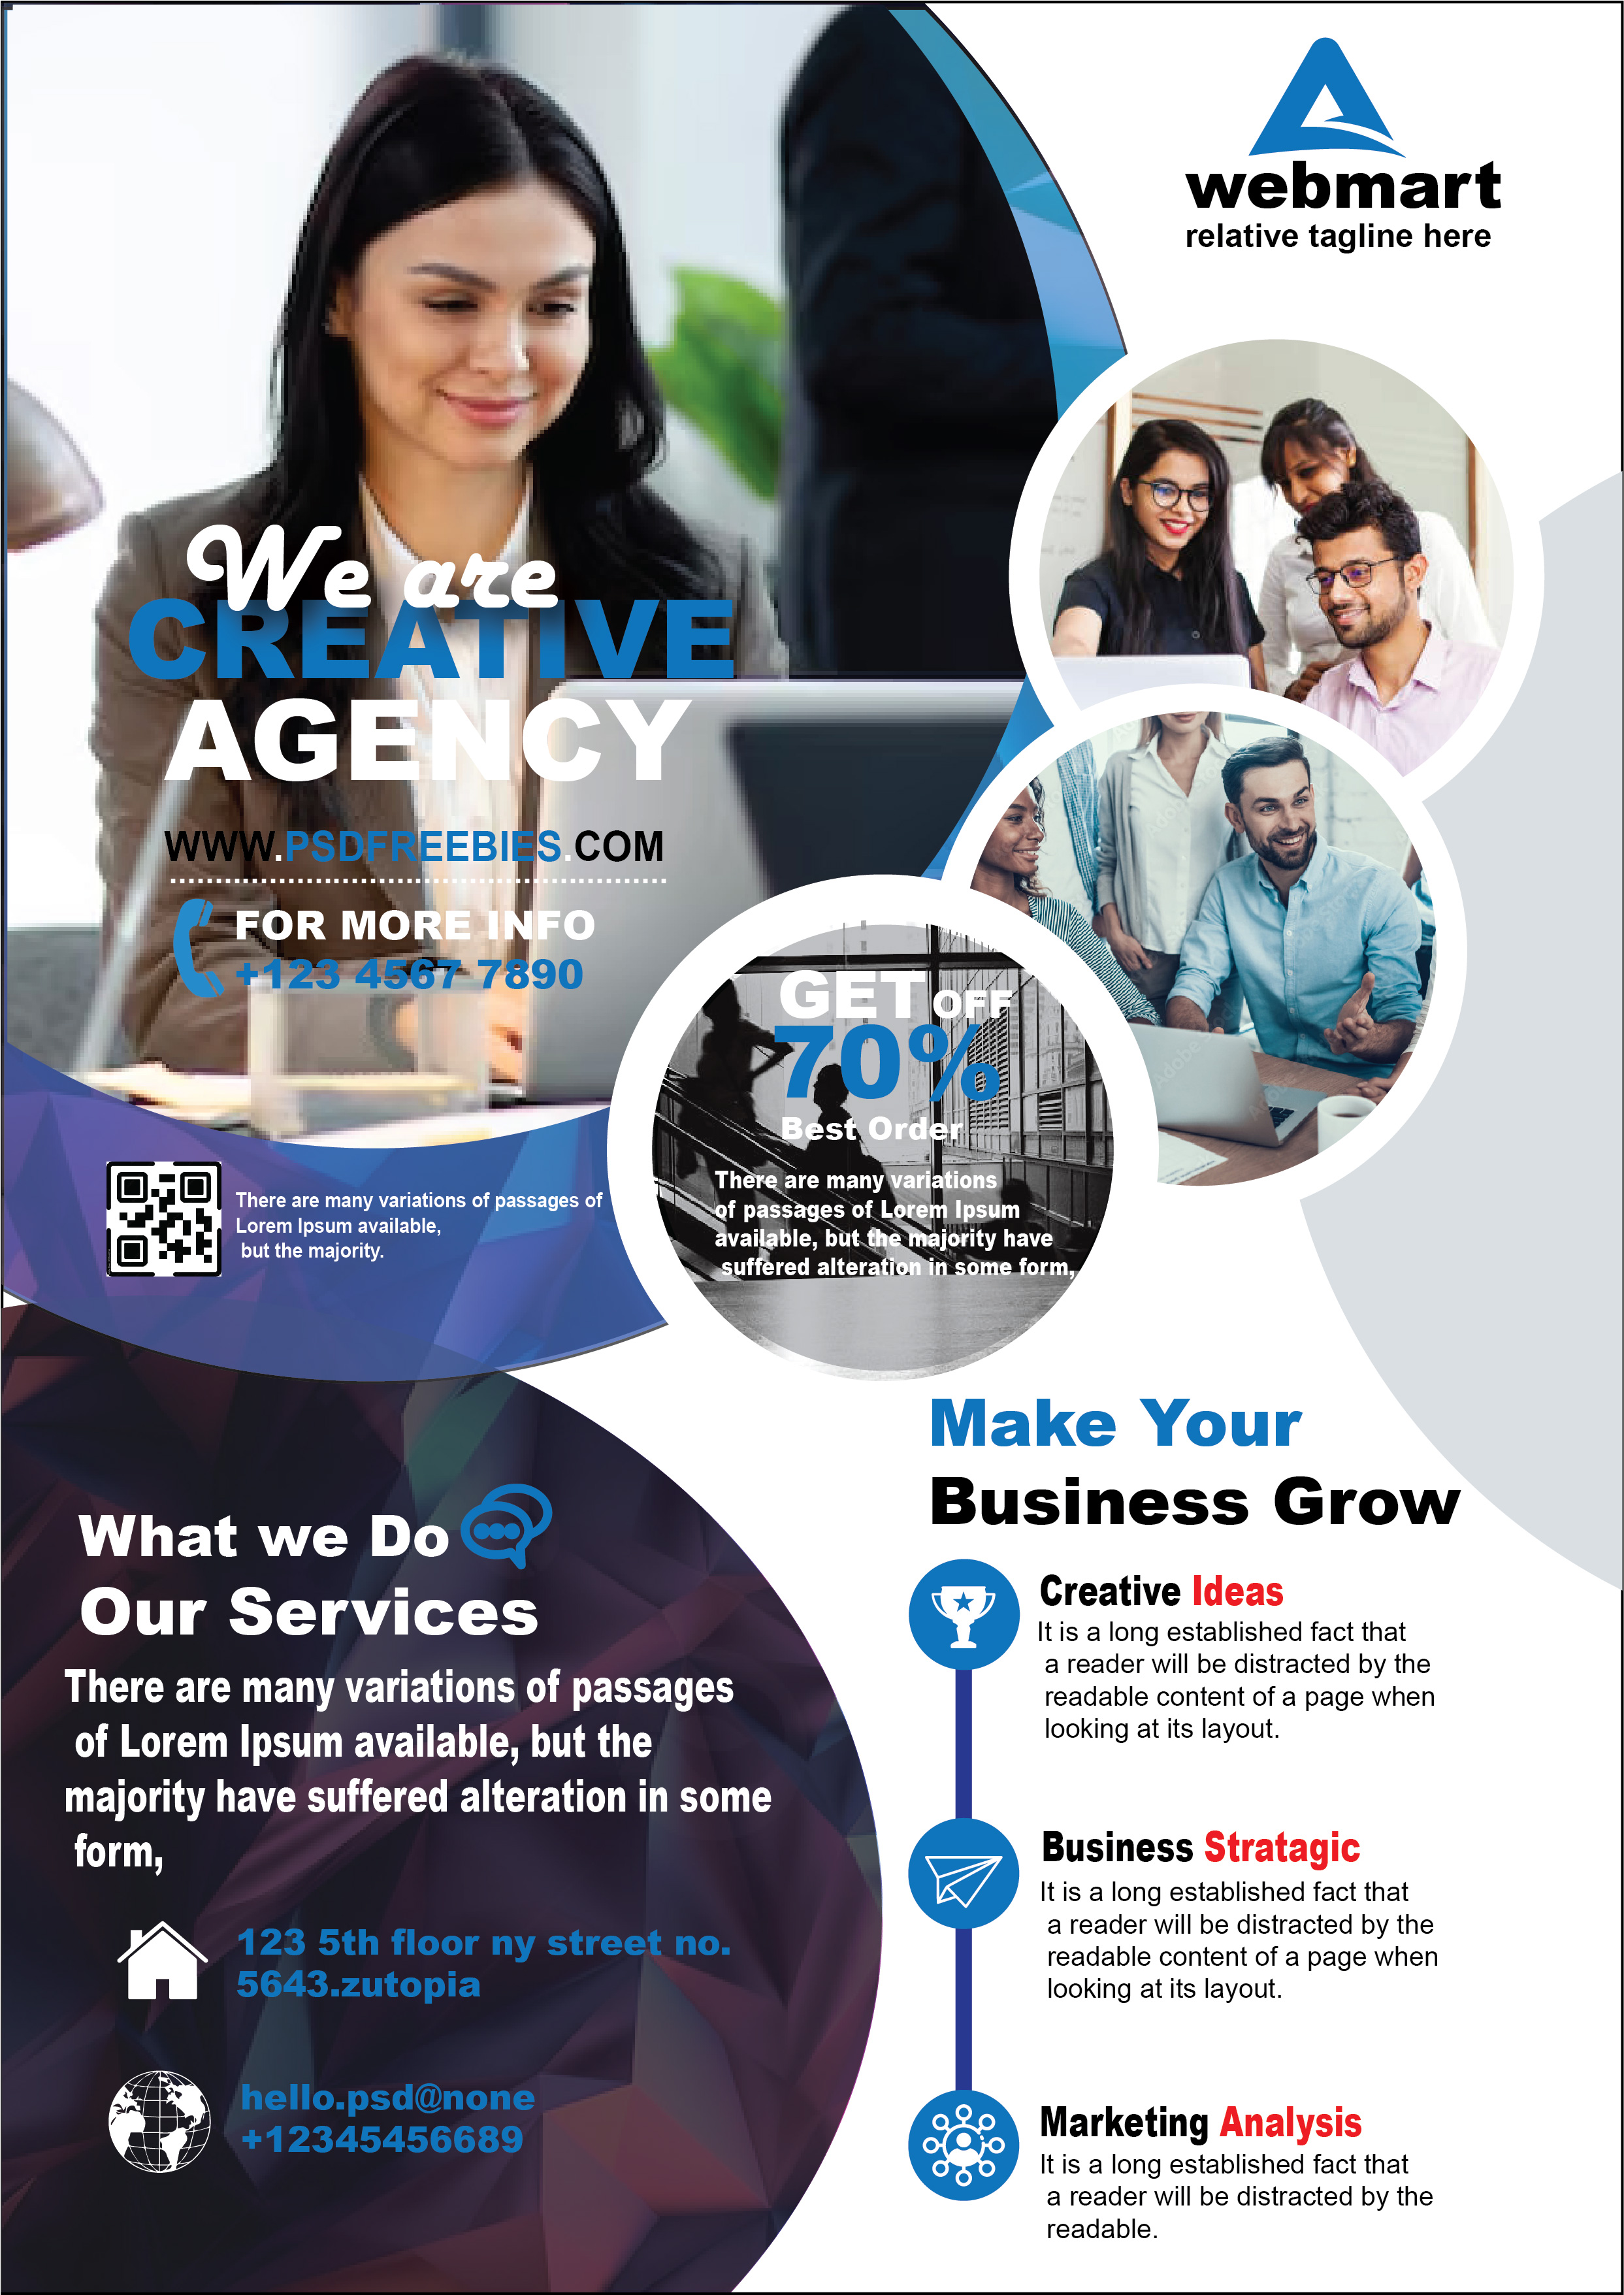 webmart
relative tagline here
We are
CREATIVE
AGENCY
WWW.PSDFREEBIES.COM
FOR MORE INFO
+123 4567 7890
GET OFF
70%
Best Order
There are many variations
of passages of Lorem Ipsum
available, but the majority have
suffered alteration in some form,
There are many variations of passages of
Lorem Ipsum available,
but the majority.
What we Do
Our Services
There are many variations of passages
of Lorem Ipsum available, but the
majority have suffered alteration in some
form,
123 5th floor ny street no.
5643.zutopia
hello.psd@none
+12345456689
Make Your
Business Grow
Creative Ideas
It is a long established fact that
a reader will be distracted by the
readable content of a page when
looking at its layout.
Business Stratagic
It is a long established fact that
a reader will be distracted by the
readable content of a page when
looking at its layout.
Marketing Analysis
It is a long established fact that
a reader will be distracted by the
readable.